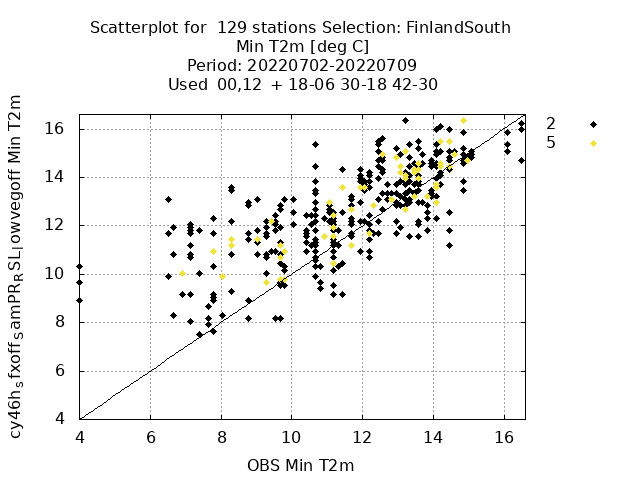 Scatterplot for 129 stations Selection: FinlandSouth
Min T2m [deg C]
Period: 20220702-20220709
Used 00,12 + 18-06 30-18 42-30
cy46h_sfxoff_samPR_RSL_lowvegoff Min T2m
16
14
12
10
8
6
4
4 6 8 10 12 14 16
OBS Min T2m
2
5